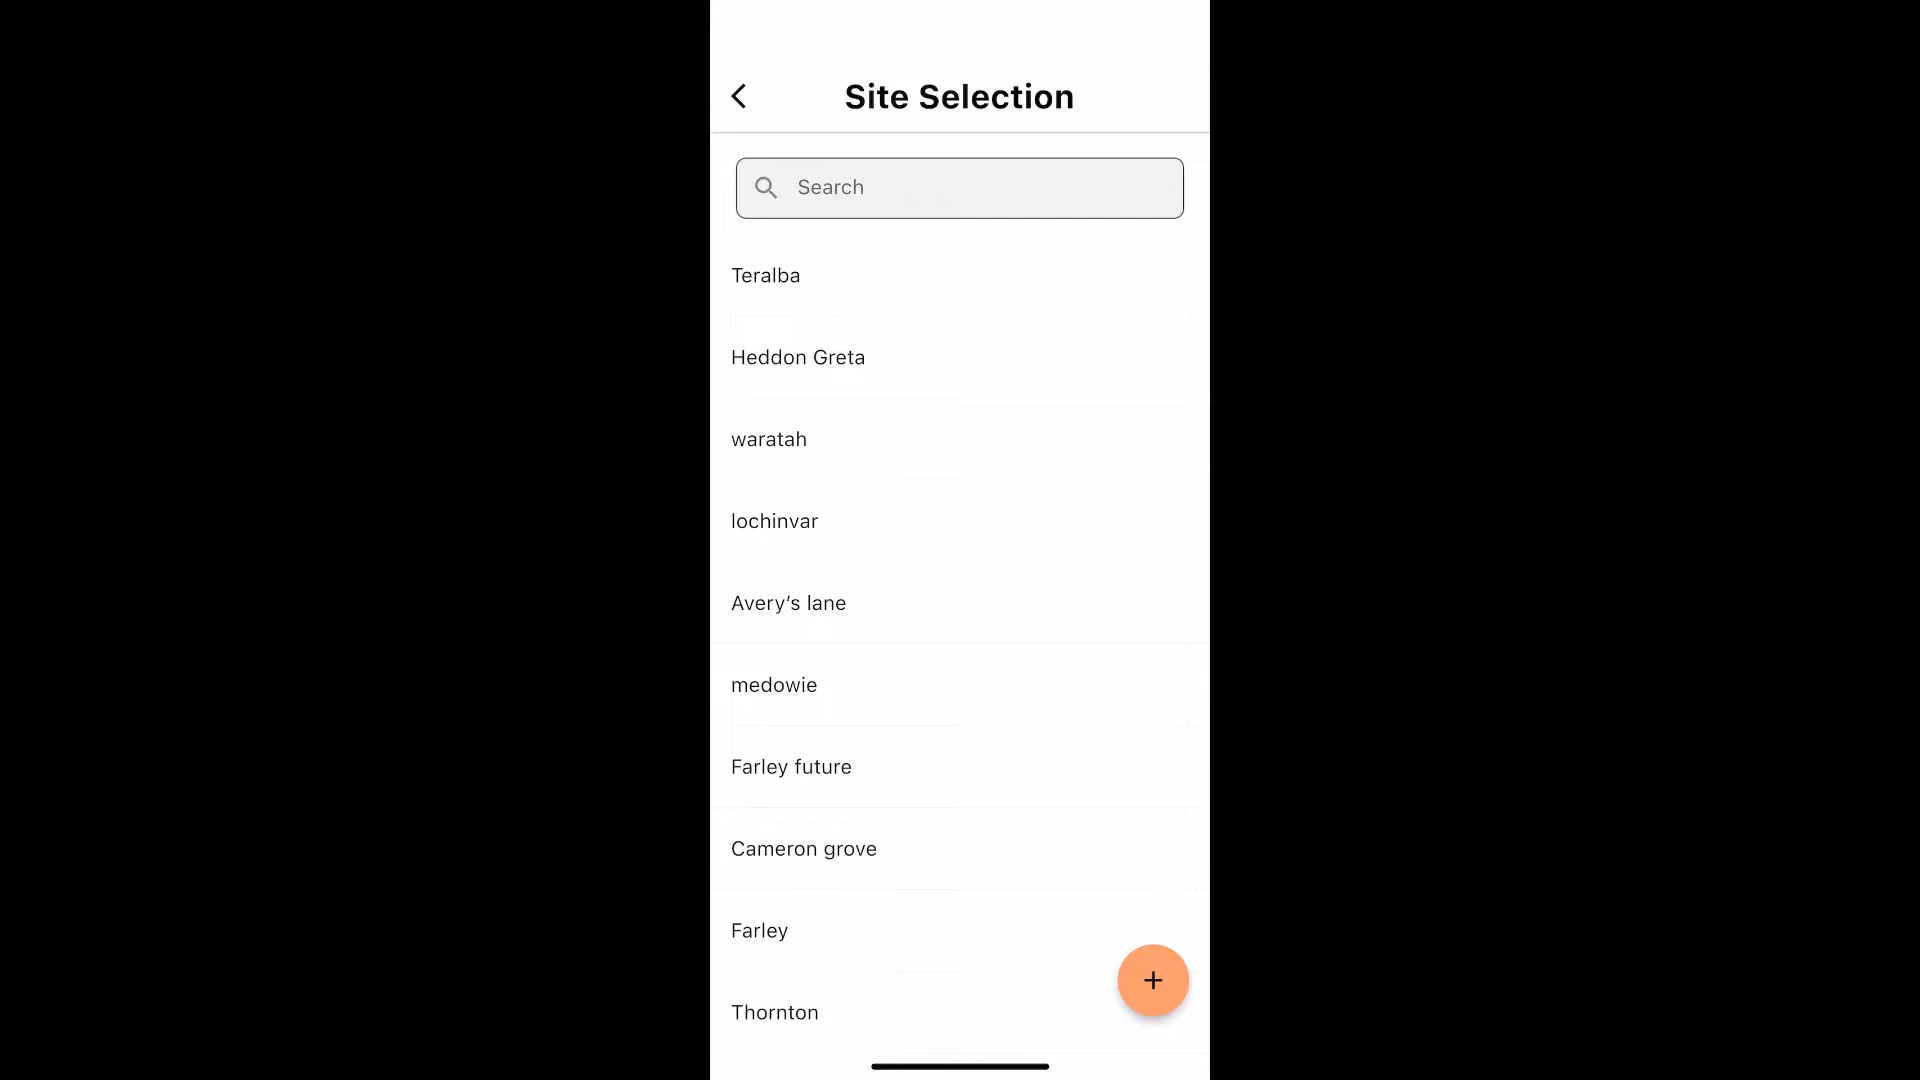 Site Selection
Search
Teralba
Heddon Greta
waratah
lochinvar
Avery’s lane
medowie
Farley future
Cameron grove
Farley
Thornton